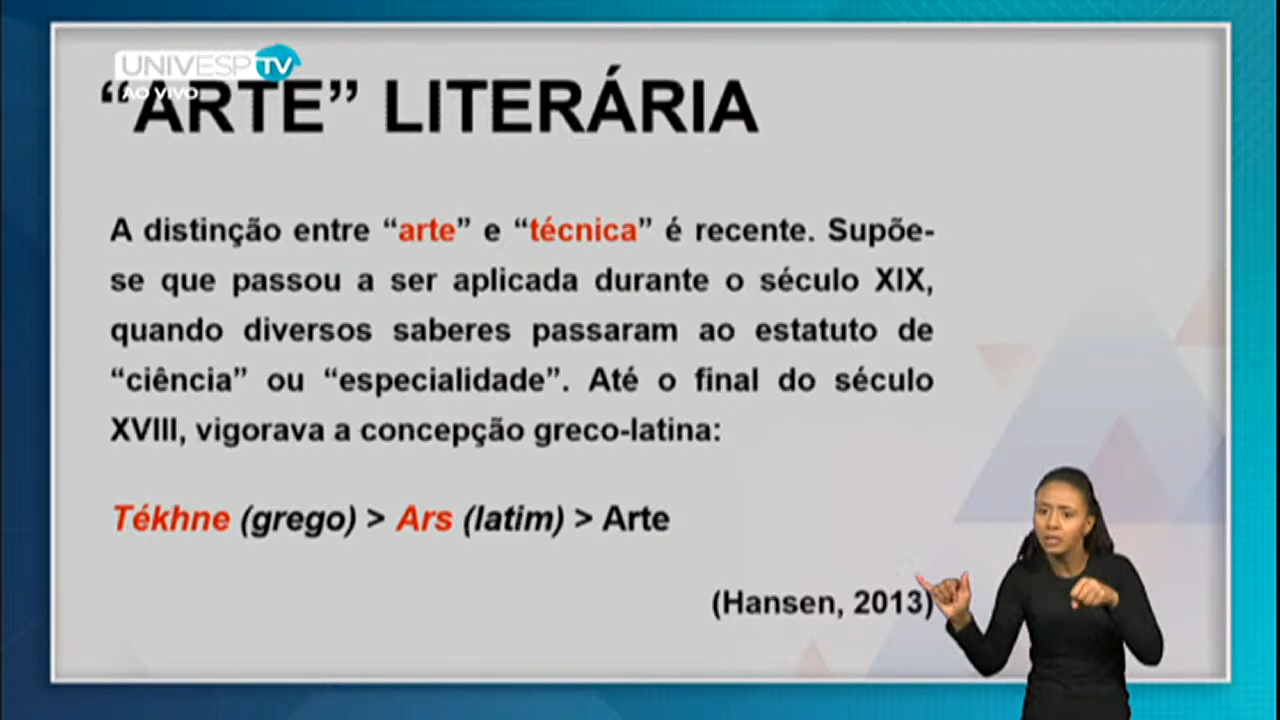 UNIVESPTV
AO VIVO
“ARTE” LITERÁRIA
A distinção entre “arte” e “técnica” é recente. Supõe-
se que passou a ser aplicada durante o século XIX,
quando diversos saberes passaram ao estatuto de
“ciência” ou “especialidade”. Até o final do século
XVIII, vigorava a concepção greco-latina:
Tékhne (grego) > Ars (latim) > Arte
(Hansen, 2013)